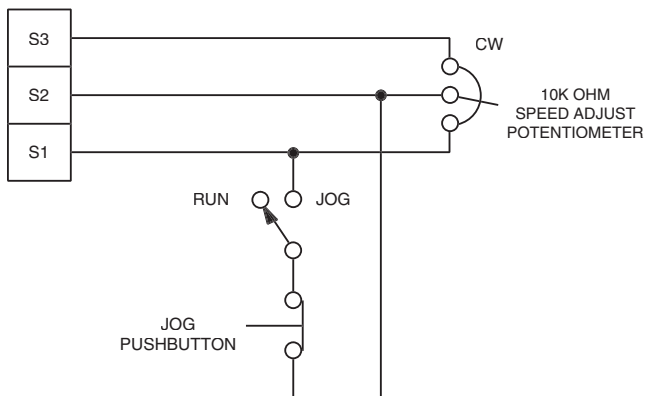 S3
CW
S2
10K OHM
SPEED ADJUST
POTENTIOMETER
S1
RUN
JOG
JOG
PUSHBUTTON